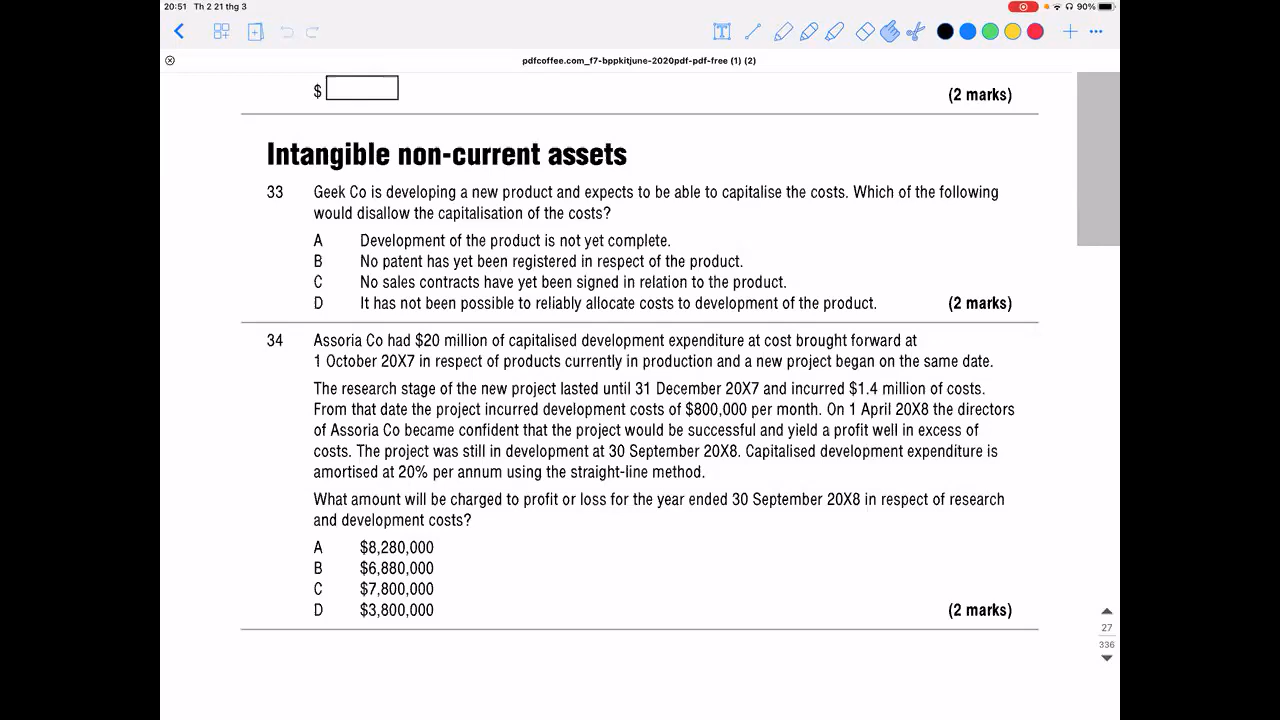 20:51 Th 2 21 thg 3
90%
pdfcoffee.com_f7-bppkitjune-2020pdf-pdf-free (1) (2)
$
(2 marks)
Intangible non-current assets
33 Geek Co is developing a new product and expects to be able to capitalise the costs. Which of the following
would disallow the capitalisation of the costs?
A Development of the product is not yet complete.
B No patent has yet been registered in respect of the product.
C No sales contracts have yet been signed in relation to the product.
D It has not been possible to reliably allocate costs to development of the product. (2 marks)
34 Assoria Co had $20 million of capitalised development expenditure at cost brought forward at
1 October 20X7 in respect of products currently in production and a new project began on the same date.
The research stage of the new project lasted until 31 December 20X7 and incurred $1.4 million of costs.
From that date the project incurred development costs of $800,000 per month. On 1 April 20X8 the directors
of Assoria Co became confident that the project would be successful and yield a profit well in excess of
costs. The project was still in development at 30 September 20X8. Capitalised development expenditure is
amortised at 20% per annum using the straight-line method.
What amount will be charged to profit or loss for the year ended 30 September 20X8 in respect of research
and development costs?
A $8,280,000
B $6,880,000
C $7,800,000
D $3,800,000 (2 marks)
27
336